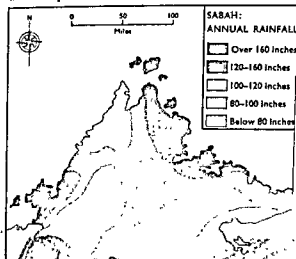 N
0 50 100
Miles
SABAH:
ANNUAL RAINFALL
Over 160 inches
120-160 inches
100-120 inches
80-100 inches
Below 80 inches